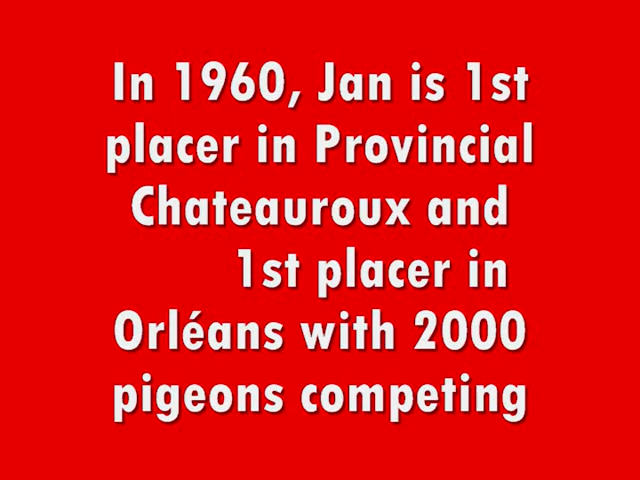 In 1960, Jan is 1st
placer in Provincial
Chateauroux and
1st placer in
Orléans with 2000
pigeons competing